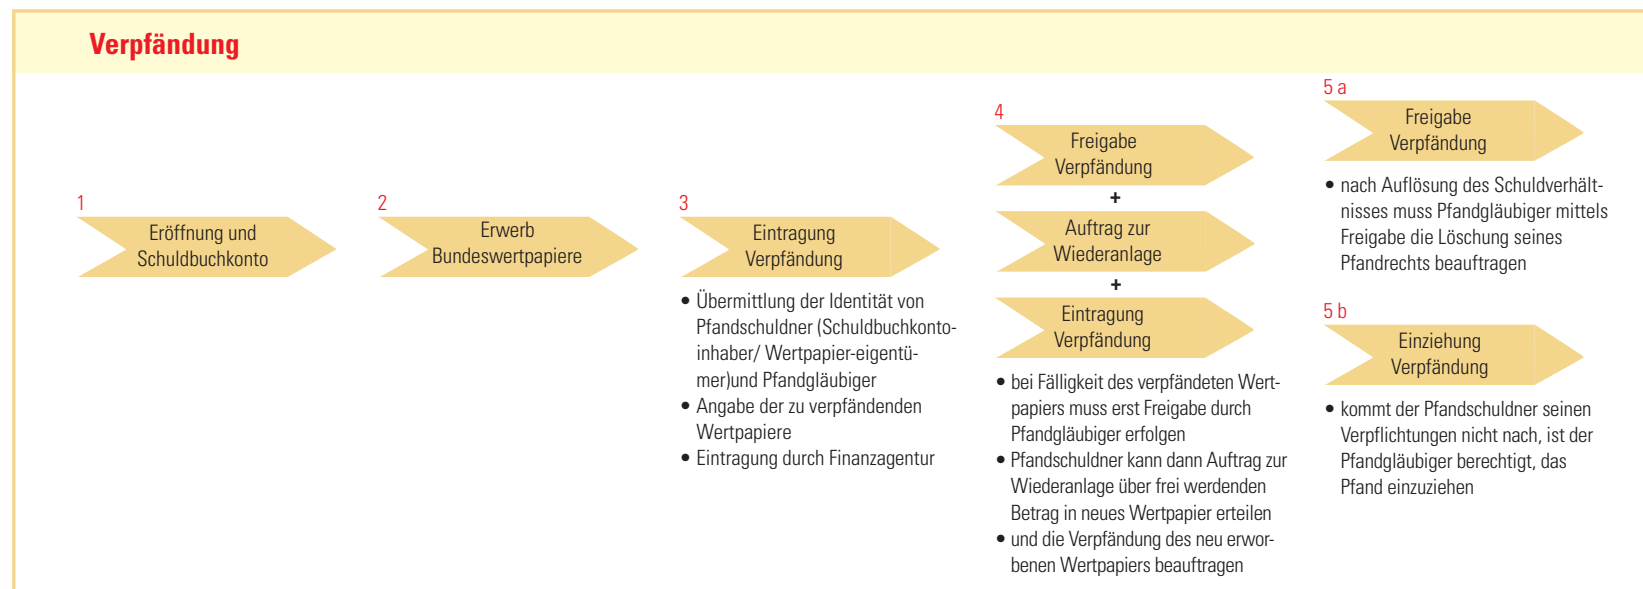 Verpfändung
1
Eröffnung und
Schuldbuchkonto
2
Erwerb
Bundeswertpapiere
3
Eintragung
Verpfändung
• Übermittlung der Identität von
Pfandschuldner (Schuldbuchkonto-
inhaber/ Wertpapier-eigentü-
mer)und Pfandgläubiger
• Angabe der zu verpfändenden
Wertpapiere
• Eintragung durch Finanzagentur
4
Freigabe
Verpfändung
+
Auftrag zur
Wiederanlage
+
Eintragung
Verpfändung
• bei Fälligkeit des verpfändeten Wert-
papiers muss erst Freigabe durch
Pfandgläubiger erfolgen
• Pfandschuldner kann dann Auftrag zur
Wiederanlage über frei werdenden
Betrag in neues Wertpapier erteilen
• und die Verpfändung des neu erwor-
benen Wertpapiers beauftragen
5 a
Freigabe
Verpfändung
• nach Auflösung des Schuldverhält-
nisses muss Pfandgläubiger mittels
Freigabe die Löschung seines
Pfandrechts beauftragen
5 b
Einziehung
Verpfändung
• kommt der Pfandschuldner seinen
Verpflichtungen nicht nach, ist der
Pfandgläubiger berechtigt, das
Pfand einzuziehen